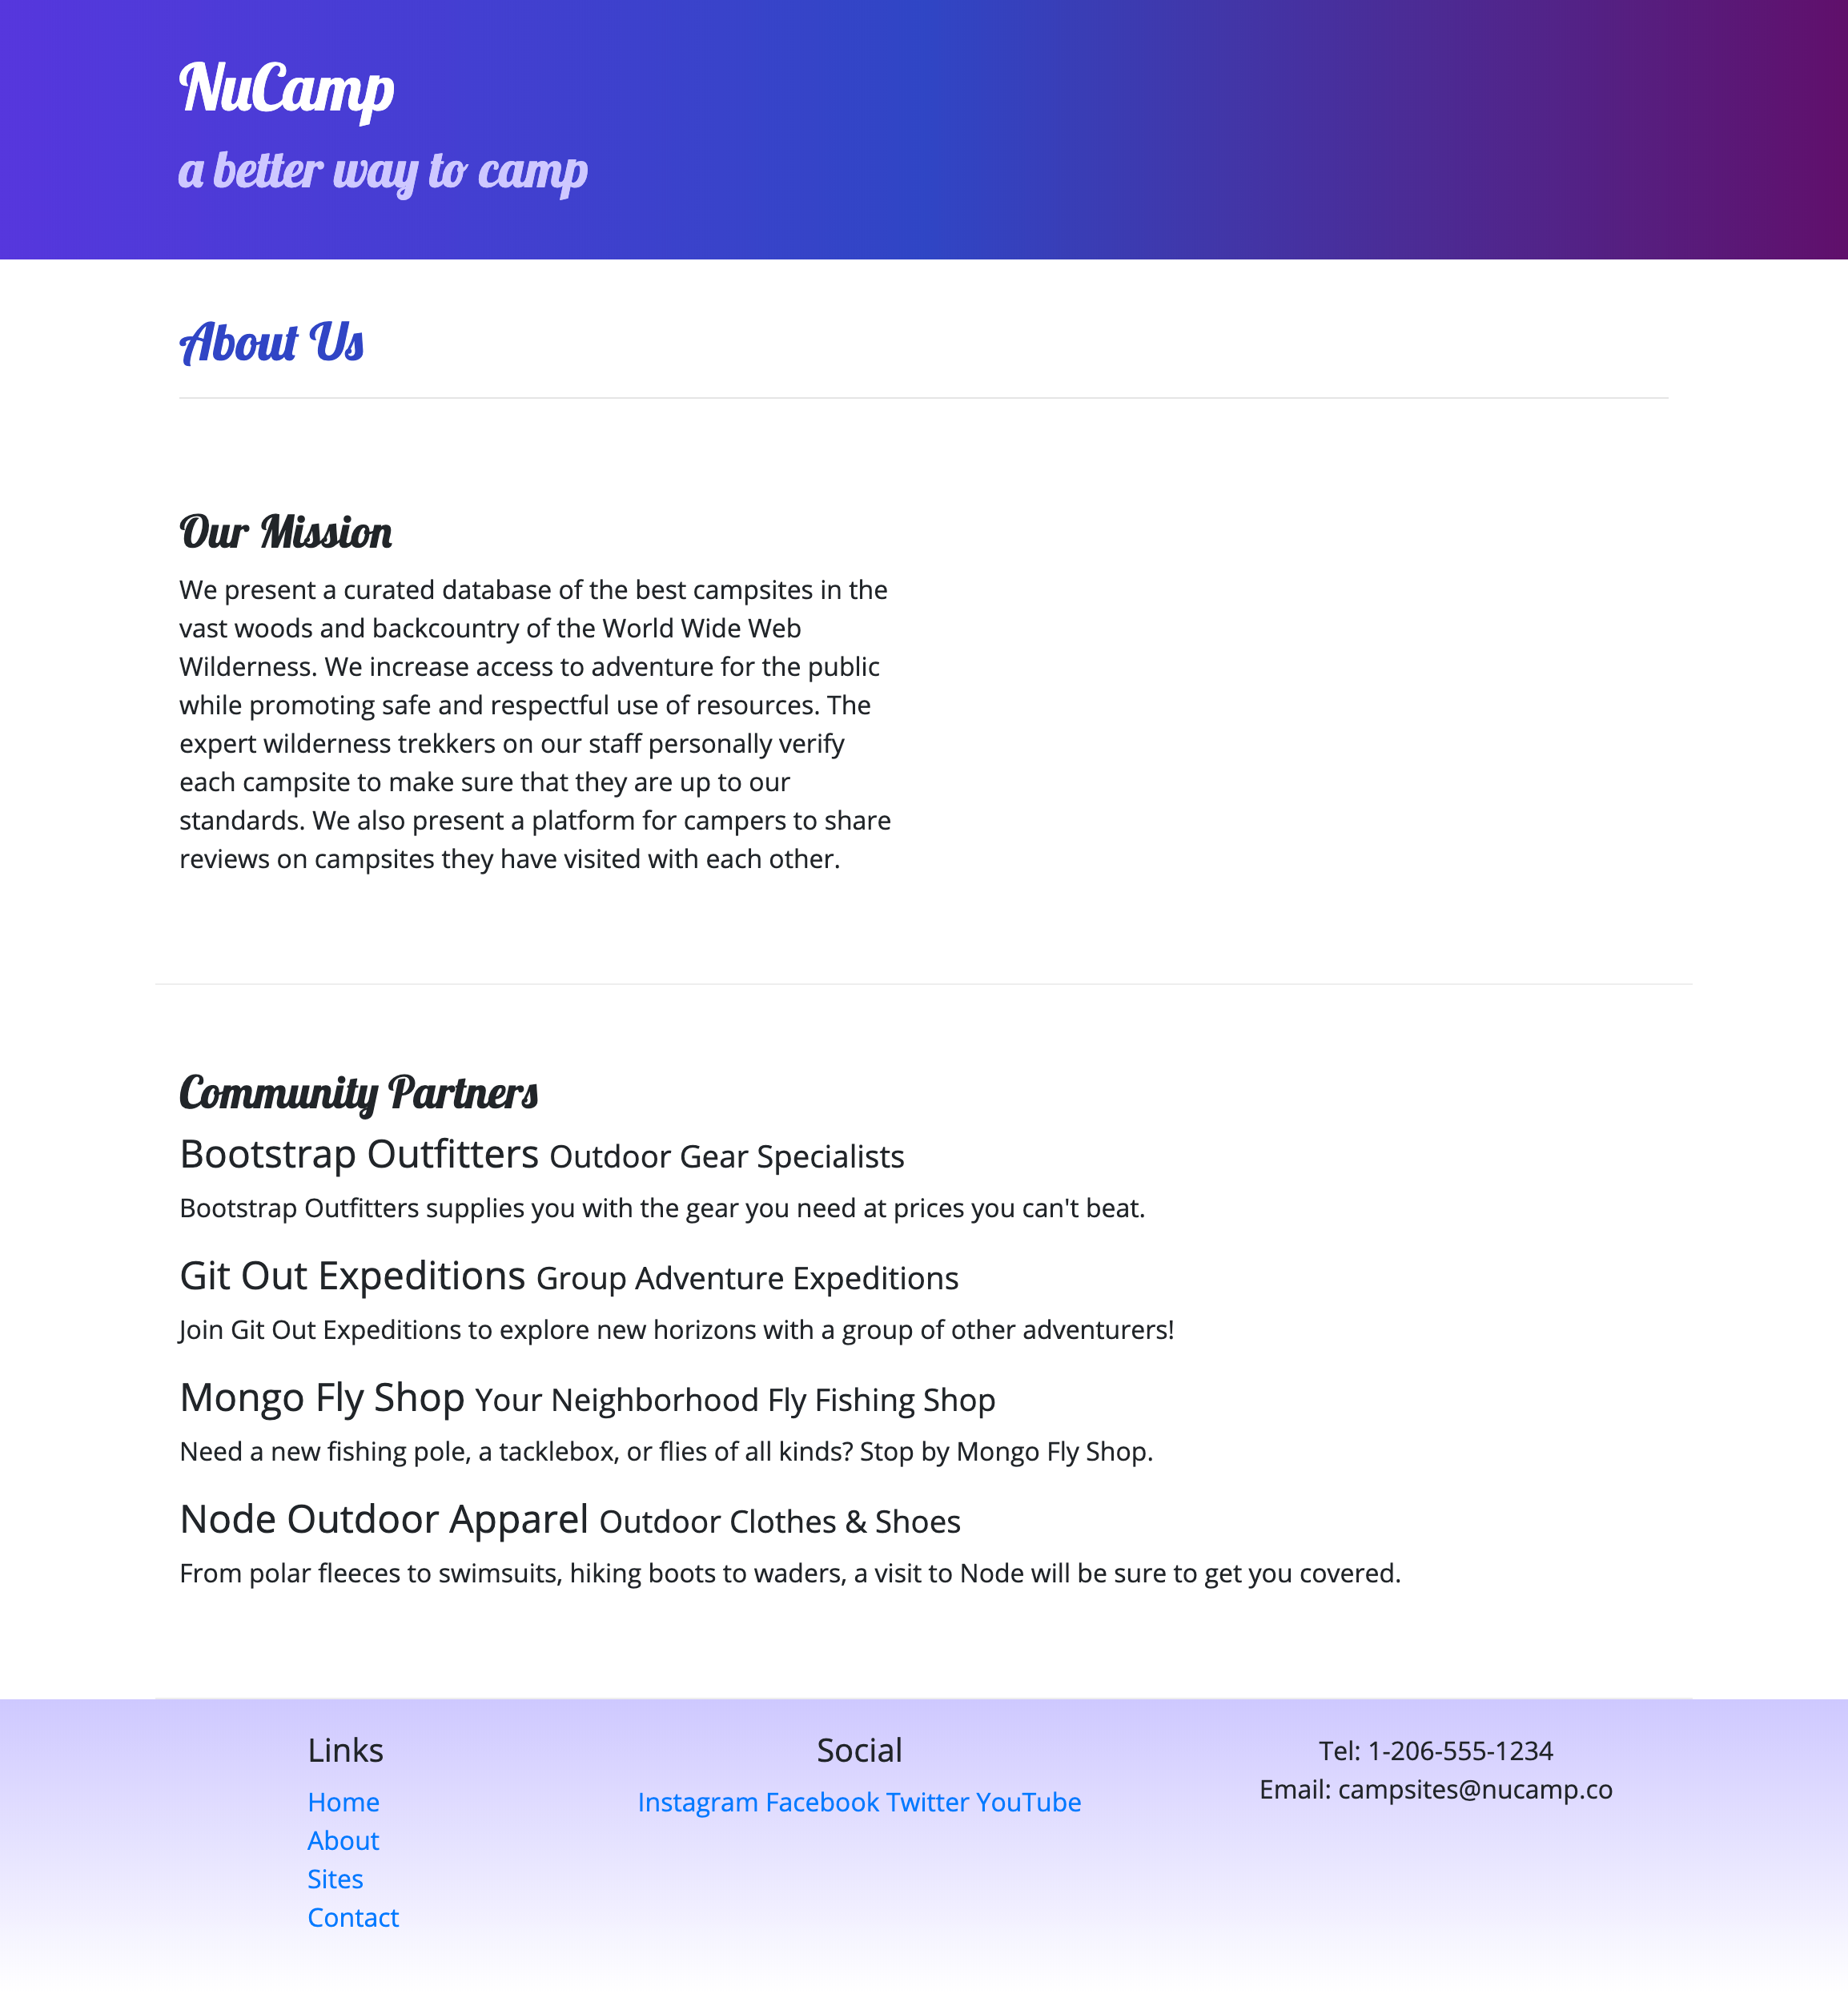 NuCamp
a better way to camp
About Us
Our Mission
We present a curated database of the best campsites in the
vast woods and backcountry of the World Wide Web
Wilderness. We increase access to adventure for the public
while promoting safe and respectful use of resources. The
expert wilderness trekkers on our staff personally verify
each campsite to make sure that they are up to our
standards. We also present a platform for campers to share
reviews on campsites they have visited with each other.
Community Partners
Bootstrap Outfitters Outdoor Gear Specialists
Bootstrap Outfitters supplies you with the gear you need at prices you can't beat.
Git Out Expeditions Group Adventure Expeditions
Join Git Out Expeditions to explore new horizons with a group of other adventurers!
Mongo Fly Shop Your Neighborhood Fly Fishing Shop
Need a new fishing pole, a tacklebox, or flies of all kinds? Stop by Mongo Fly Shop.
Node Outdoor Apparel Outdoor Clothes & Shoes
From polar fleeces to swimsuits, hiking boots to waders, a visit to Node will be sure to get you covered.
Links
Home
About
Sites
Contact
Social
Instagram Facebook Twitter YouTube
Tel: 1-206-555-1234
Email: campsites@nucamp.co